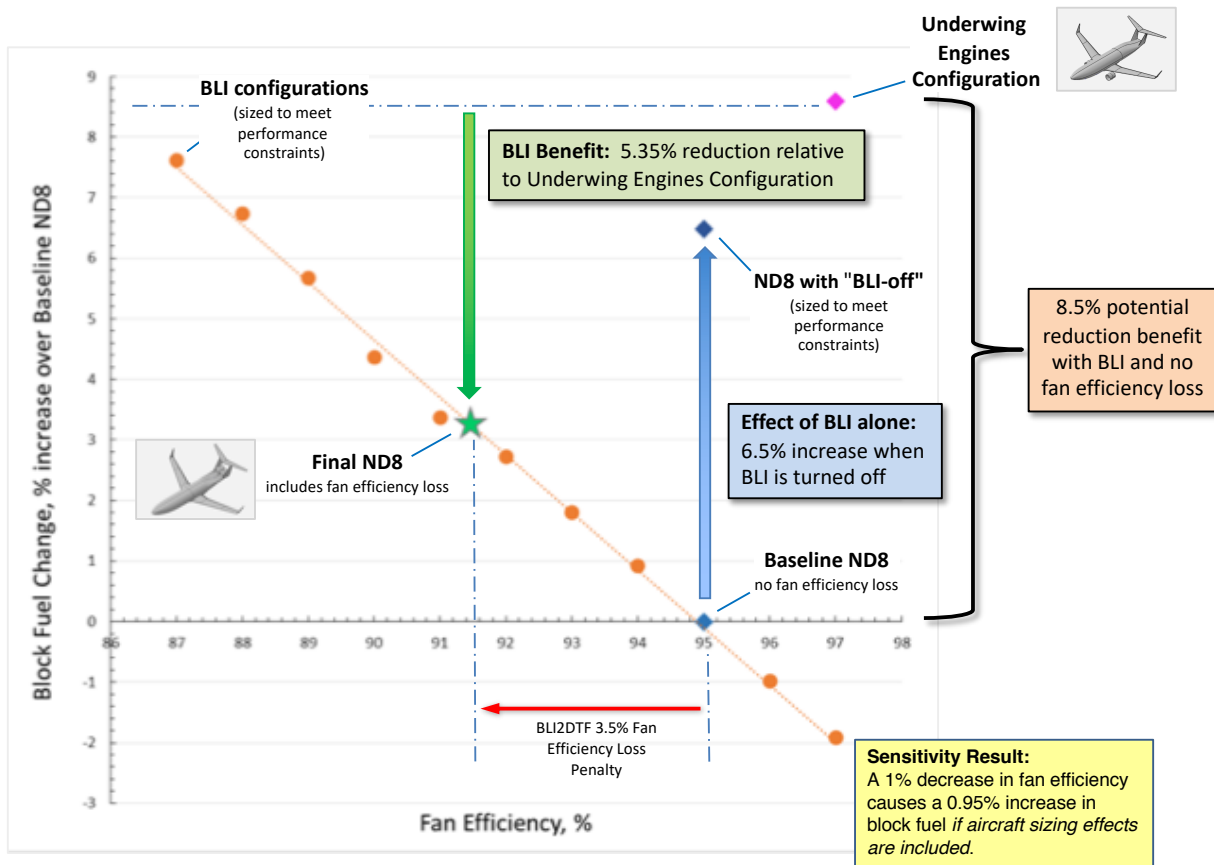 Underwing
Engines
Configuration
BLI configurations
(sized to meet
performance
constraints)
BLI Benefit: 5.35% reduction relative
to Underwing Engines Configuration
ND8 with "BLI-off"
(sized to meet
performance
constraints)
8.5% potential
reduction benefit
with BLI and no
fan efficiency loss
Effect of BLI alone:
6.5% increase when
BLI is turned off
Final ND8
includes fan efficiency loss
Baseline ND8
no fan efficiency loss
BLI2DTF 3.5% Fan
Efficiency Loss
Penalty
Sensitivity Result:
A 1% decrease in fan efficiency
causes a 0.95% increase in
block fuel if aircraft sizing effects
are included.
Block Fuel Change, % increase over Baseline ND8
9
8
7
6
5
4
3
2
1
0
-1
-2
-3
86 87 88 89 90 91 92 93 94 95 96 97 98
Fan Efficiency, %